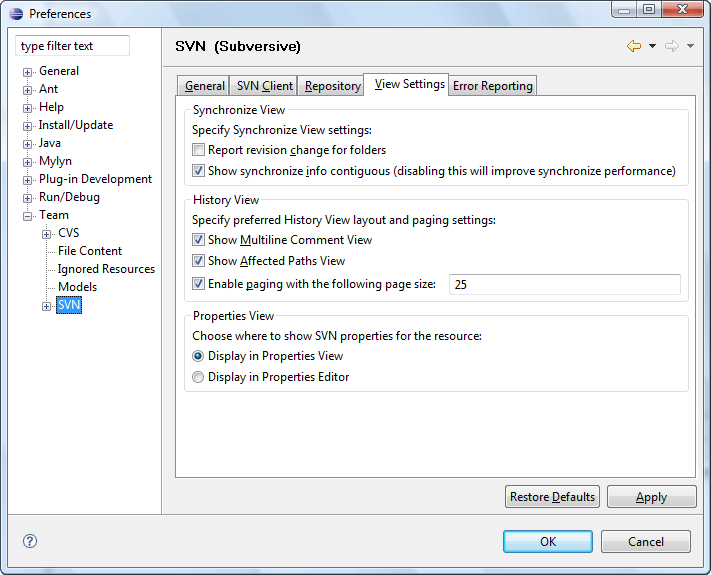 Preferences
type filter text
General
Ant
Help
Install/Update
Java
Mylyn
Plug-in Development
Run/Debug
Team
CVS
File Content
Ignored Resources
Models
SVN
SVN (Subversive)
General SVN Client Repository View Settings Error Reporting
Synchronize View
Specify Synchronize View settings:
Report revision change for folders
Show synchronize info contiguous (disabling this will improve synchronize performance)
History View
Specify preferred History View layout and paging settings:
Show Multiline Comment View
Show Affected Paths View
Enable paging with the following page size: 25
Properties View
Choose where to show SVN properties for the resource:
Display in Properties View
Display in Properties Editor
Restore Defaults Apply
? OK Cancel